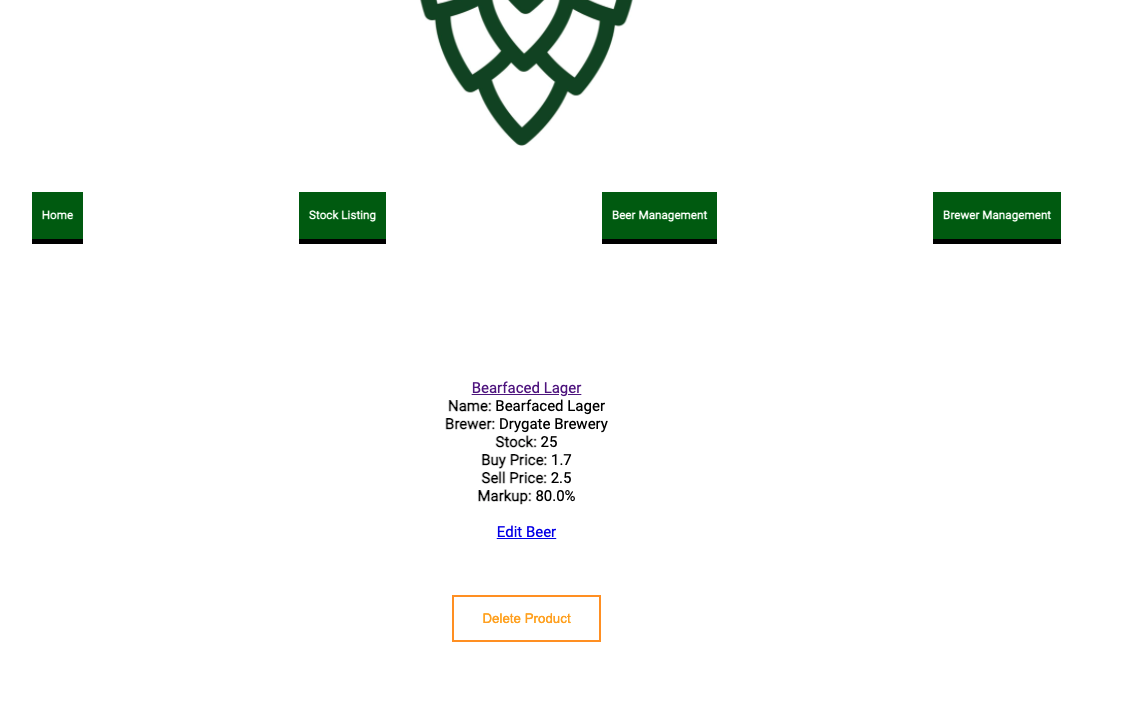 Home
Stock Listing
Beer Management
Brewer Management
Bearfaced Lager
Name: Bearfaced Lager
Brewer: Drygate Brewery
Stock: 25
Buy Price: 1.7
Sell Price: 2.5
Markup: 80.0%
Edit Beer
Delete Product